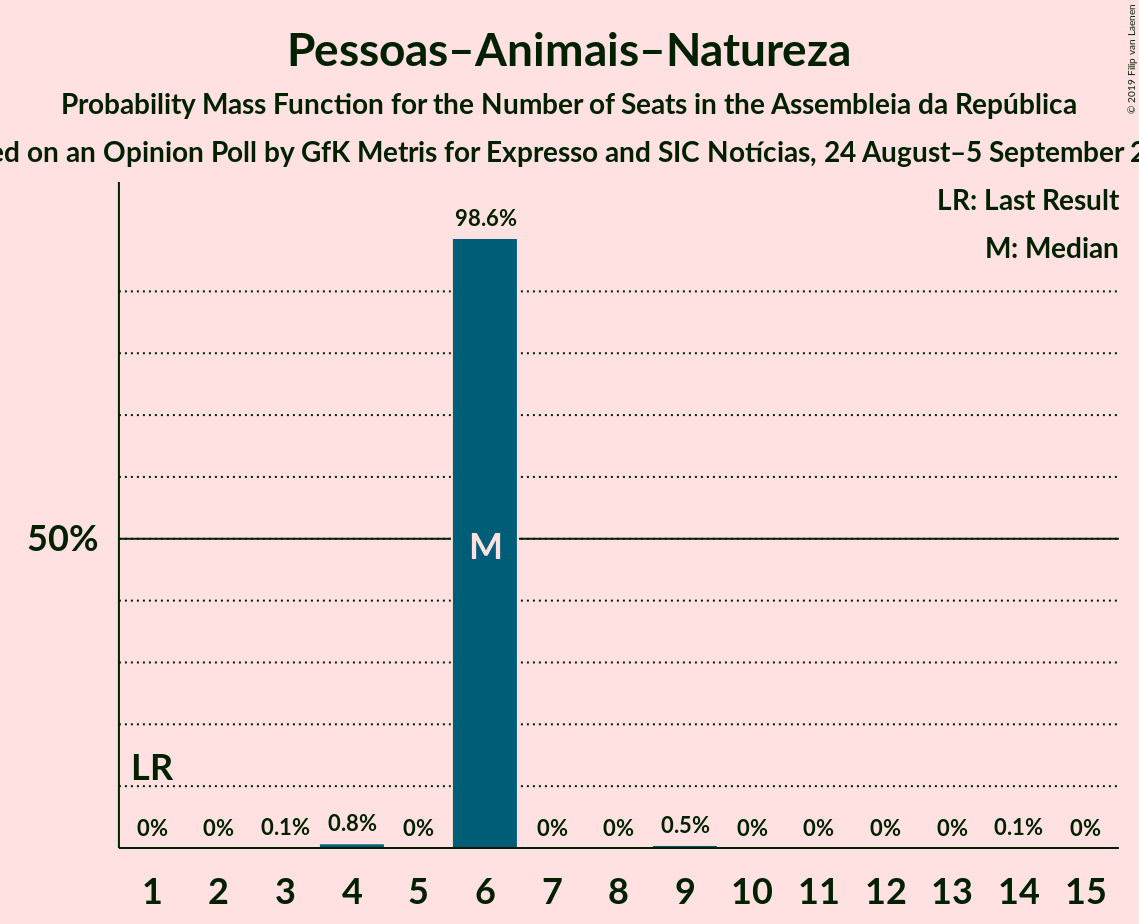 Pessoas–Animais–Natureza
Probability Mass Function for the Number of Seats in the Assembleia da República
on an Opinion Poll by GfK Metris for Expresso and SIC Notícias, 24 August–5 September
© 2019 Filip van Laenen
LR: Last Result
M: Median
98.6%
50%
M
LR
0% 0% 0.1% 0.8% 0% 0% 0% 0.5% 0% 0% 0% 0% 0.1% 0%
1 2 3 4 5 6 7 8 9 10 11 12 13 14 15